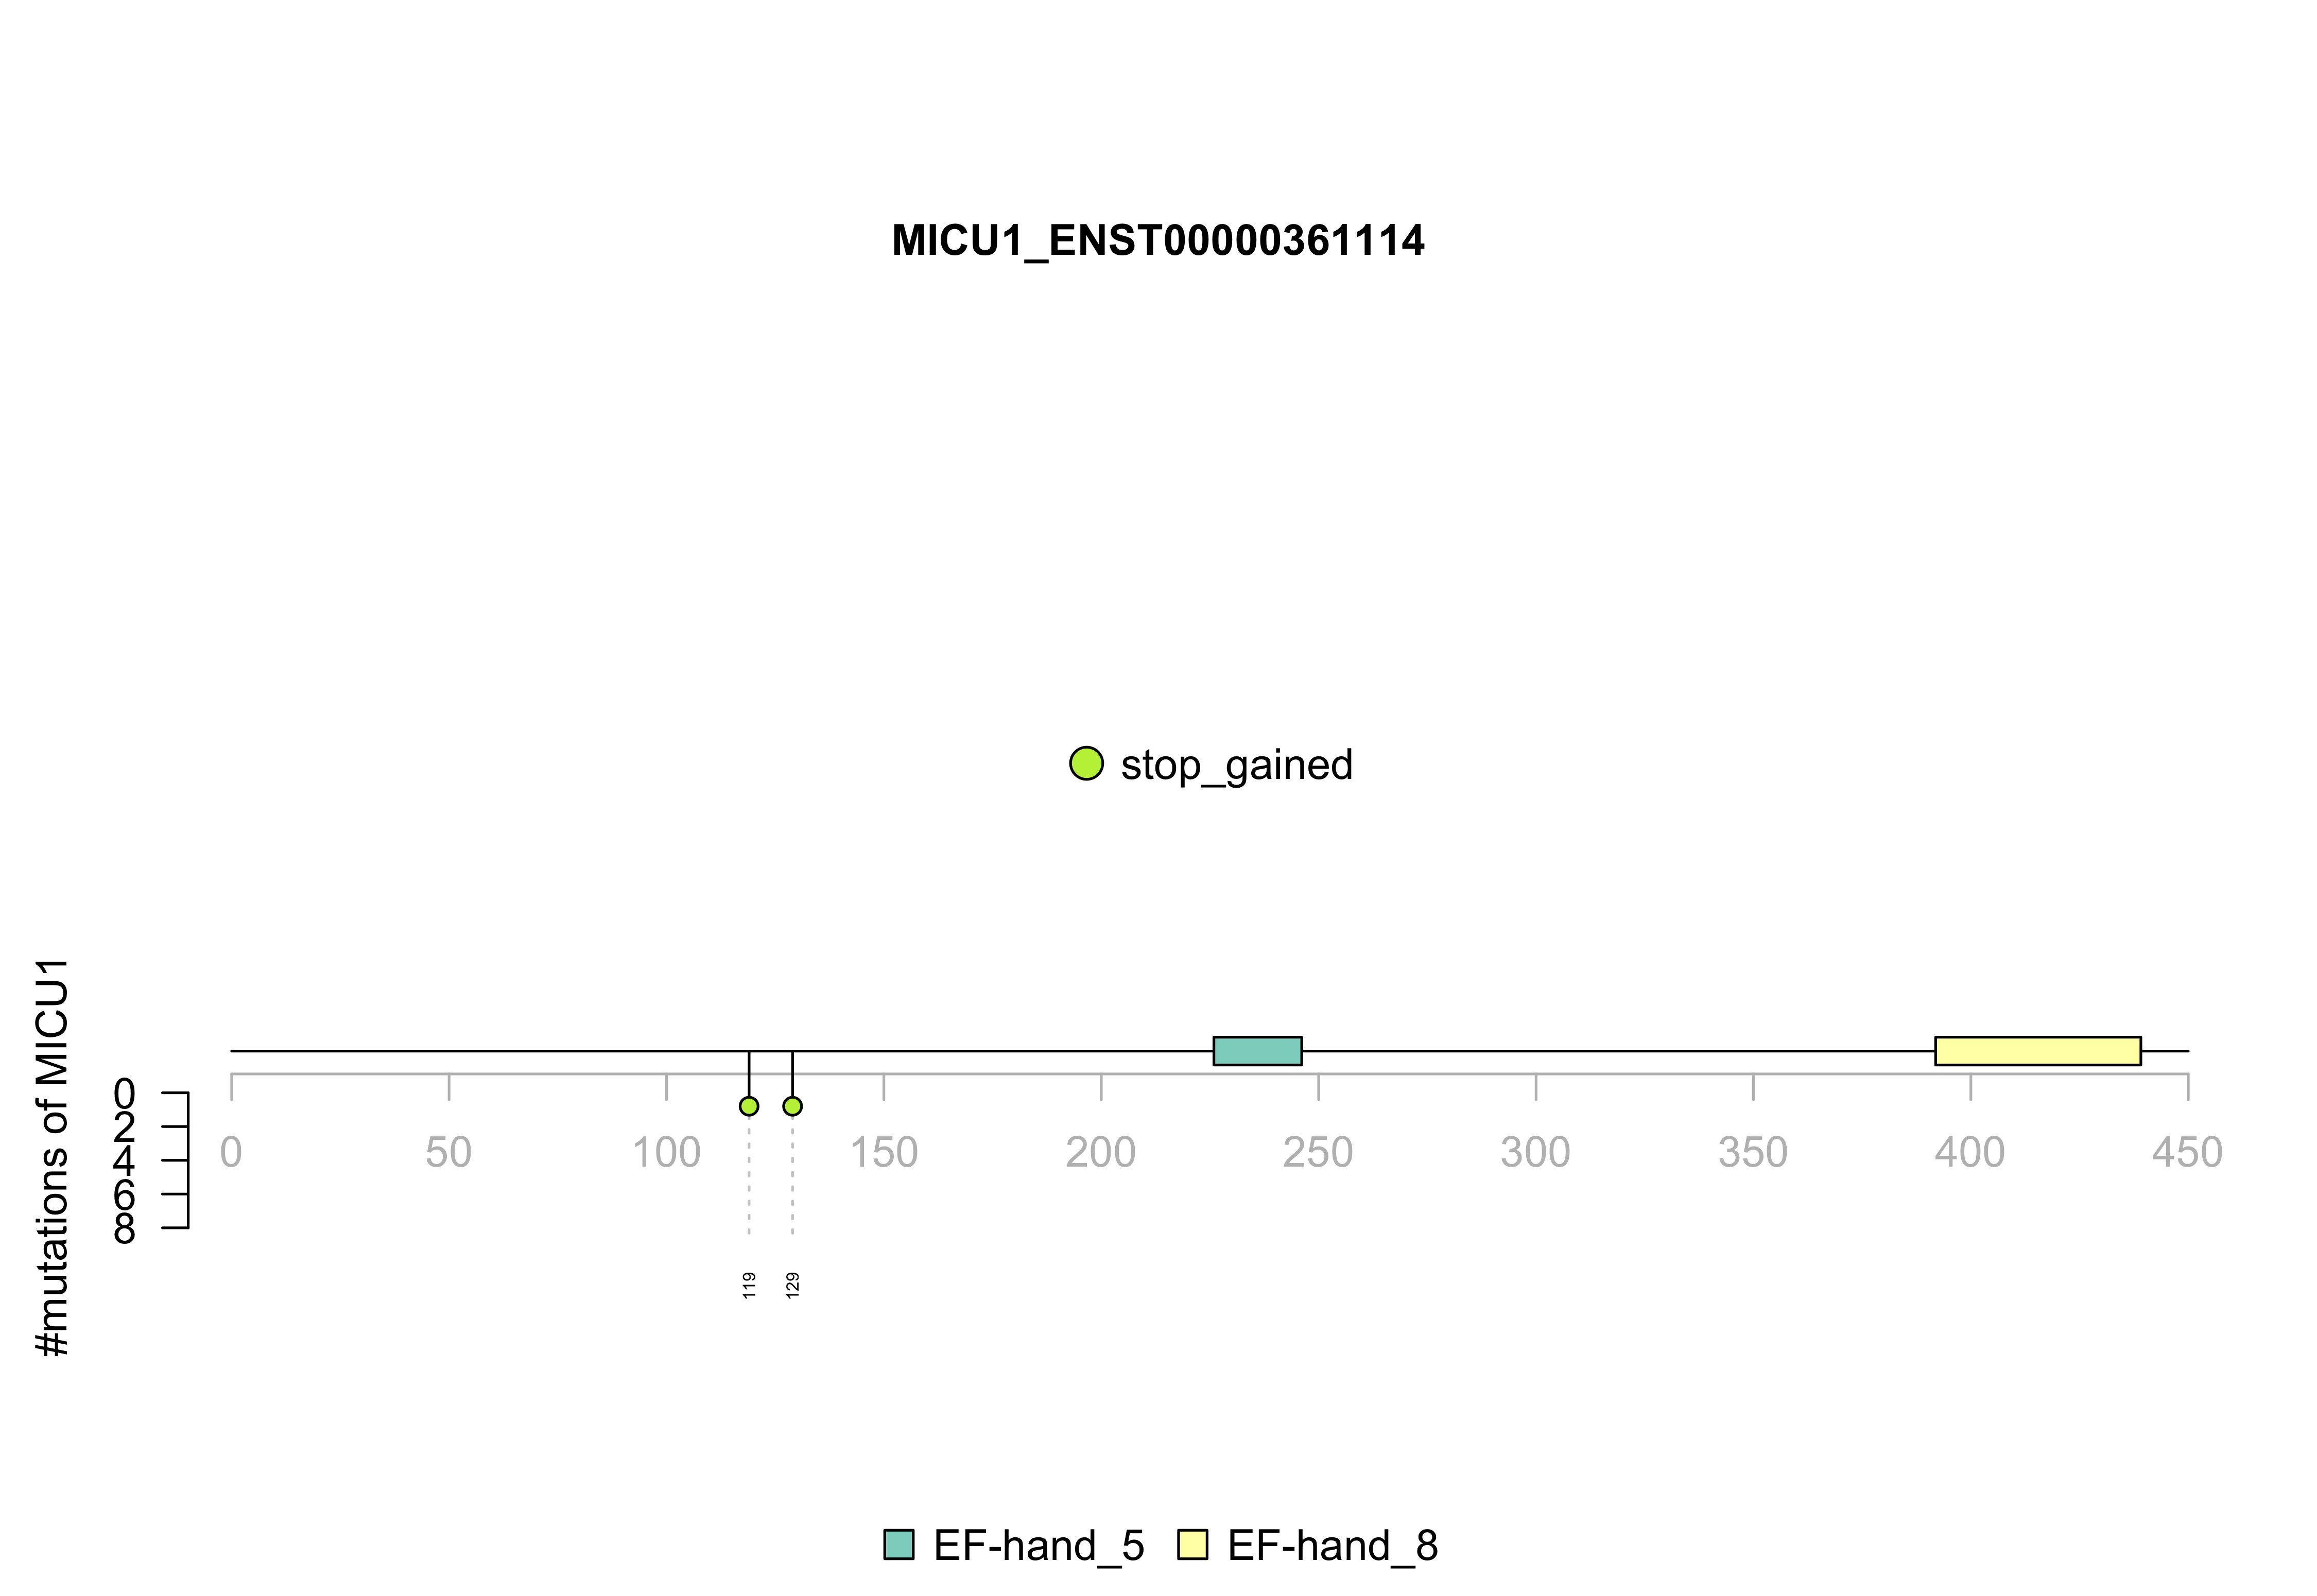 MICU1_ENST00000361114
stop_gained
#mutations of MICU1
0
2
4
6
8
0 50 100 150 200 250 300 350 400 450
119 129
EF-hand_5 EF-hand_8